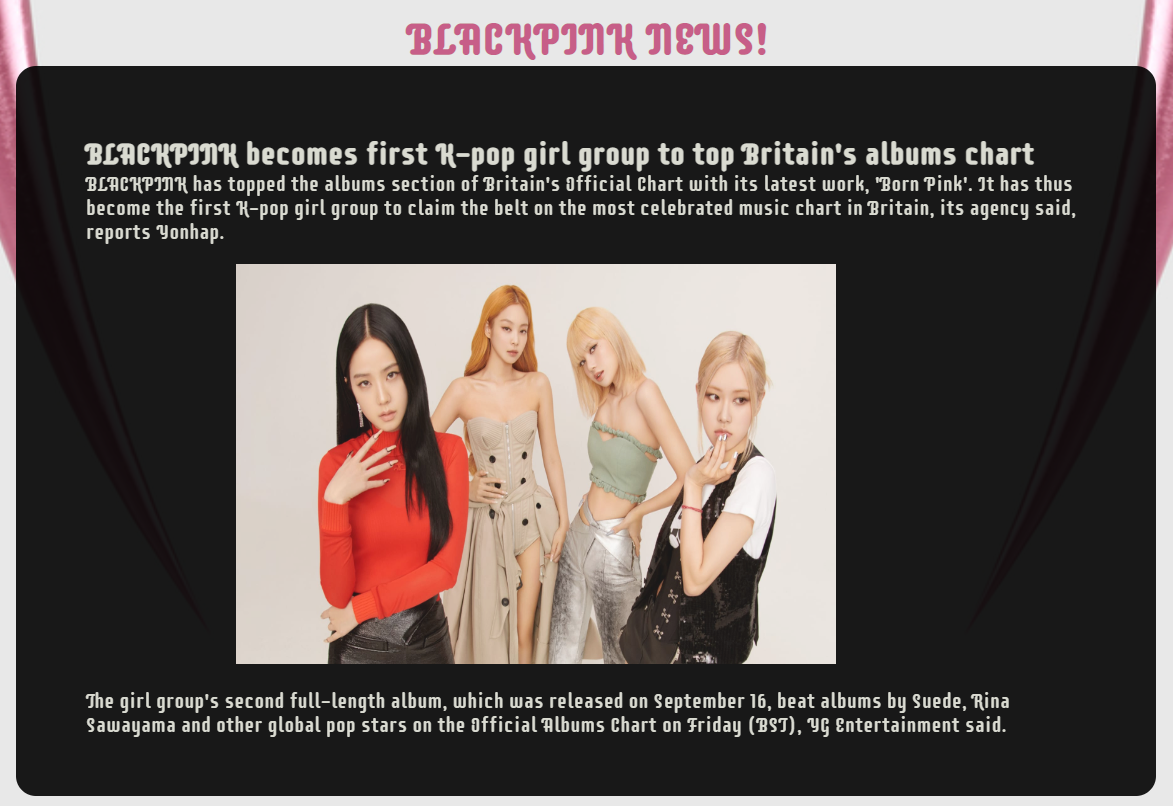 BLACKPINK NEWS!
BLACKPINK becomes first K-pop girl group to top Britain's albums chart
BLACKPINK has topped the albums section of Britain's Official Chart with its latest work, 'Born Pink'. It has thus
become the first K-pop girl group to claim the belt on the most celebrated music chart in Britain, its agency said,
reports Yonhap.
The girl group's second full-length album, which was released on September 16, beat albums by Suede, Rina
Sawayama and other global pop stars on the Official Albums Chart on Friday (BST), YG Entertainment said.